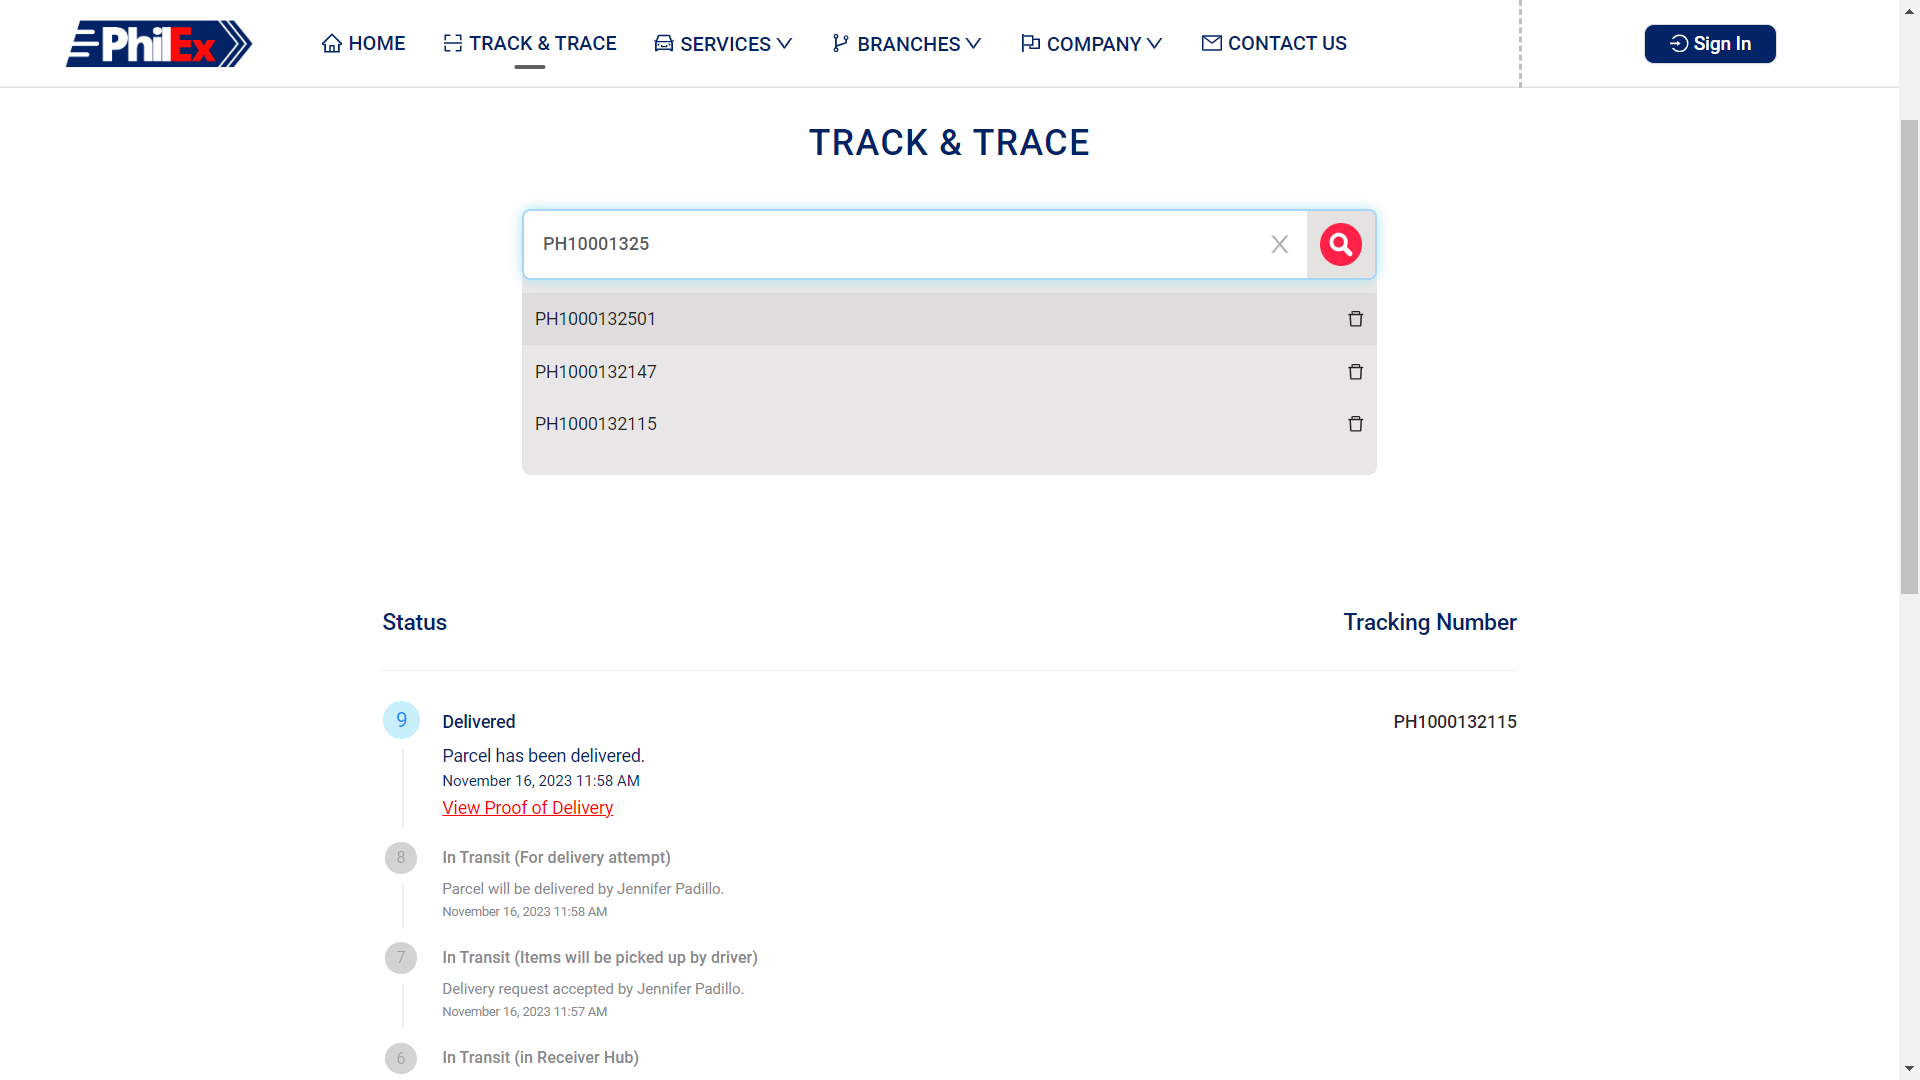 PhilEx
HOME
TRACK & TRACE
SERVICES
BRANCHES
COMPANY
CONTACT US
Sign In
TRACK & TRACE
PH10001325
PH1000132501
PH1000132147
PH1000132115
Status
Tracking Number
9
Delivered
PH1000132115
Parcel has been delivered.
November 16, 2023 11:58 AM
View Proof of Delivery
8
In Transit (For delivery attempt)
Parcel will be delivered by Jennifer Padillo.
November 16, 2023 11:58 AM
7
In Transit (Items will be picked up by driver)
Delivery request accepted by Jennifer Padillo.
November 16, 2023 11:57 AM
6
In Transit (in Receiver Hub)